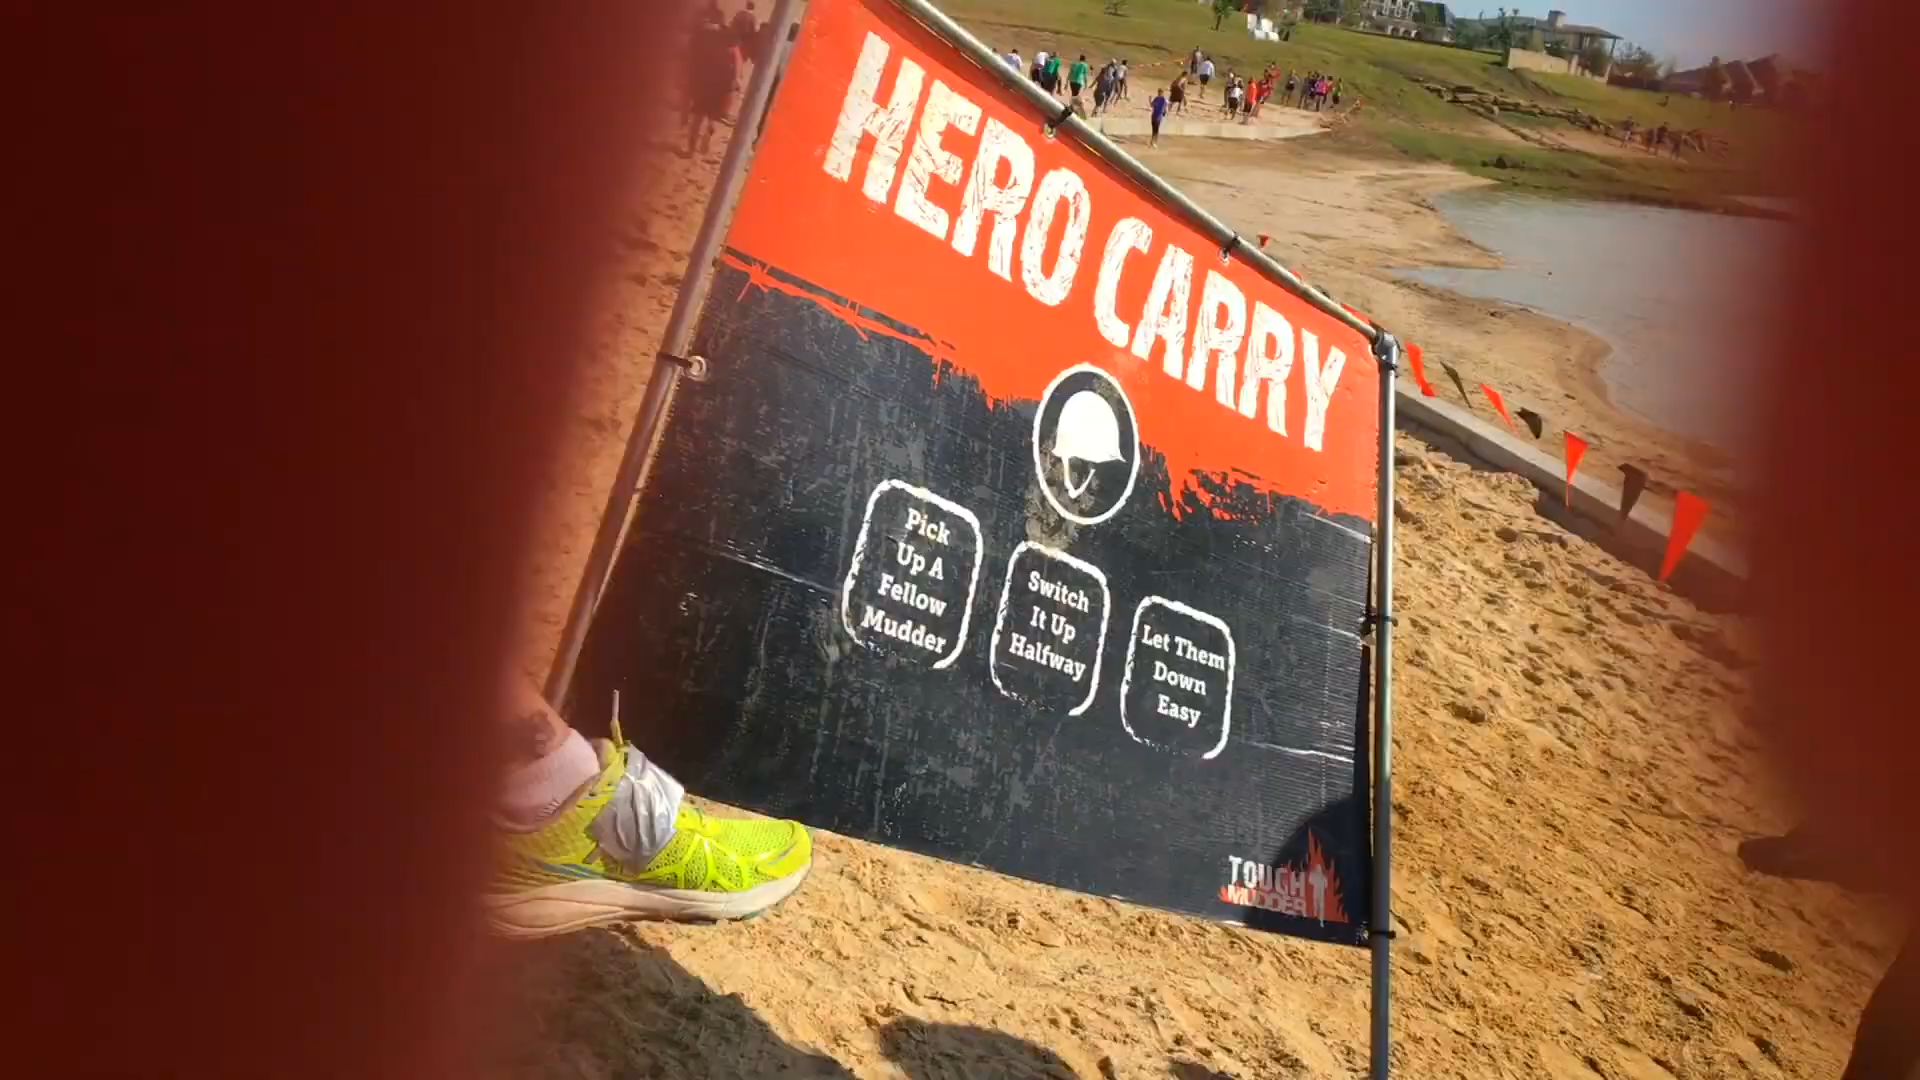 HERO CARRY
Pick
Up A
Fellow
Mudder
Switch
It Up
Halfway
Let Them
Down
Easy
TOUGH
MUDDER